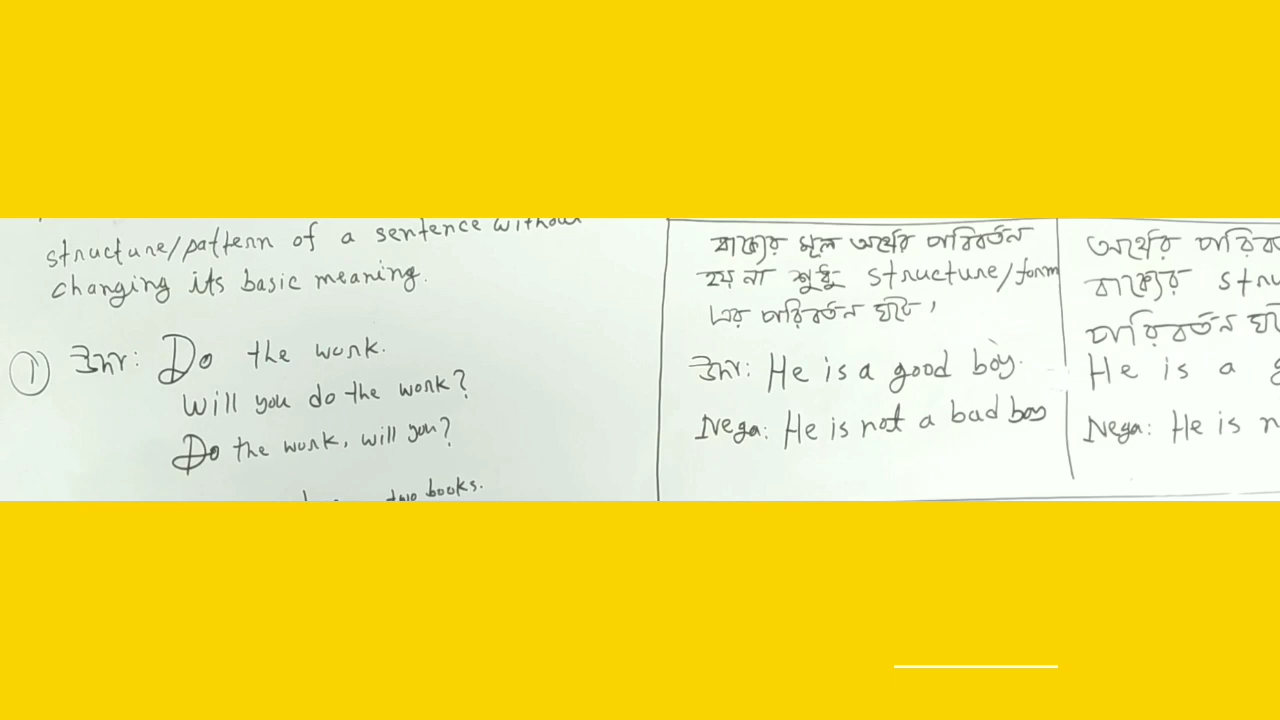 structure/pattern of a sentence without
changing its basic meaning.
① উদা: Do the work.
Will you do the work?
Do the work, will you?
two books.
বাক্যের মূল অর্থের পরিবর্তন
হয় না শুধু structure/form
এর পরিবর্তন ঘটে।
উদা: He is a good boy.
Nega: He is not a bad boy
অর্থের পরিব
বাক্যের stru
পরিবর্তন ঘ
He is a g
Nega: He is n